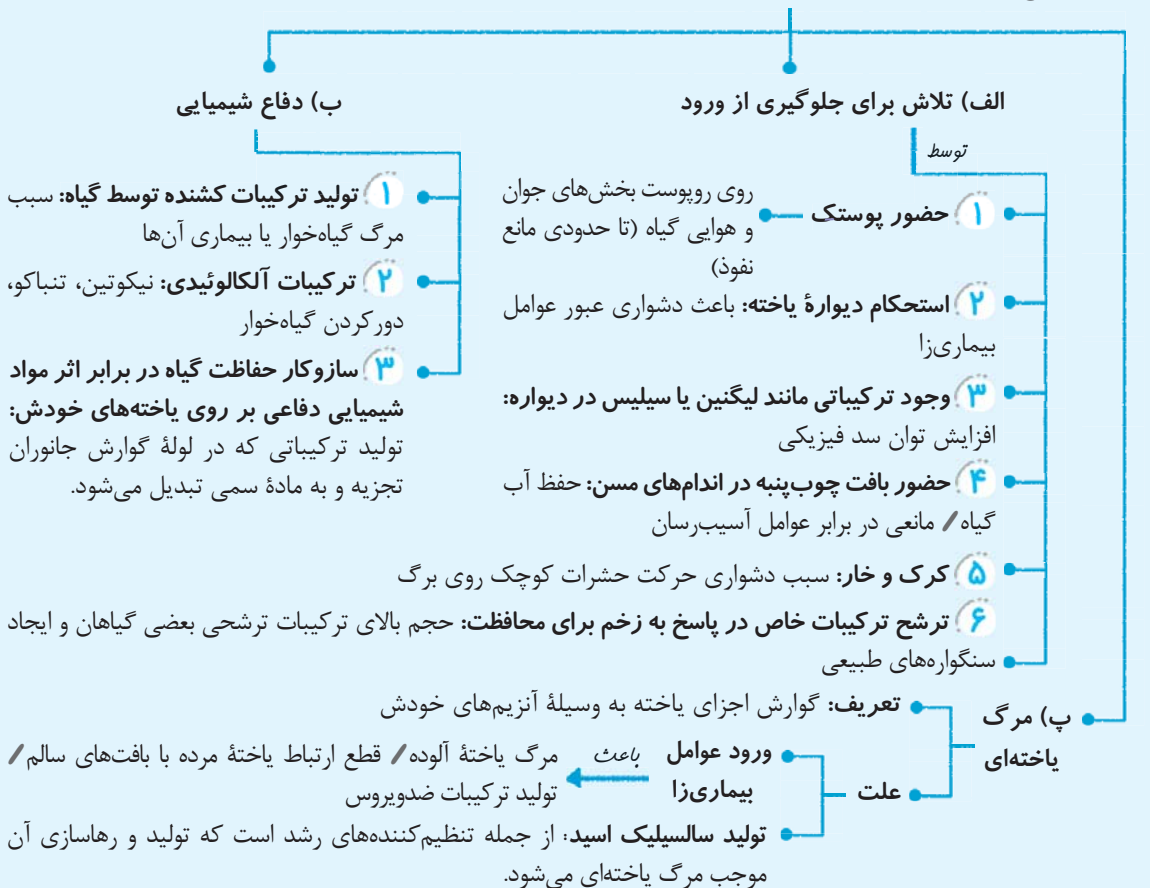 الف) تلاش برای جلوگیری از ورود
توسط
۱ حضور پوستک
روی روپوست بخش‌های جوان
و هوایی گیاه (تا حدودی مانع
نفوذ)
۲ استحکام دیوارهٔ یاخته: باعث دشواری عبور عوامل
بیماری‌زا
۳ وجود ترکیباتی مانند لیگنین یا سیلیس در دیواره:
افزایش توان سد فیزیکی
۴ حضور بافت چوب‌پنبه در اندام‌های مسن: حفظ آب
گیاه / مانعی در برابر عوامل آسیب‌رسان
۵ کرک و خار: سبب دشواری حرکت حشرات کوچک روی برگ
۶ ترشح ترکیبات خاص در پاسخ به زخم برای محافظت: حجم بالای ترکیبات ترشحی بعضی گیاهان و ایجاد
سنگواره‌های طبیعی
ب) دفاع شیمیایی
۱ تولید ترکیبات کشنده توسط گیاه: سبب
مرگ گیاه‌خوار یا بیماری آن‌ها
۲ ترکیبات آلکالوئیدی: نیکوتین، تنباکو،
دورکردن گیاه‌خوار
۳ سازوکار حفاظت گیاه در برابر اثر مواد
شیمیایی دفاعی بر روی یاخته‌های خودش:
تولید ترکیباتی که در لولهٔ گوارش جانوران
تجزیه و به مادهٔ سمی تبدیل می‌شود.
پ) مرگ
یاخته‌ای
تعریف: گوارش اجزای یاخته به وسیلهٔ آنزیم‌های خودش
علت
ورود عوامل
بیماری‌زا
باعث
مرگ یاختهٔ آلوده / قطع ارتباط یاختهٔ مرده با بافت‌های سالم /
تولید ترکیبات ضدویروس
تولید سالسیلیک اسید: از جمله تنظیم‌کننده‌های رشد است که تولید و رهاسازی آن
موجب مرگ یاخته‌ای می‌شود.